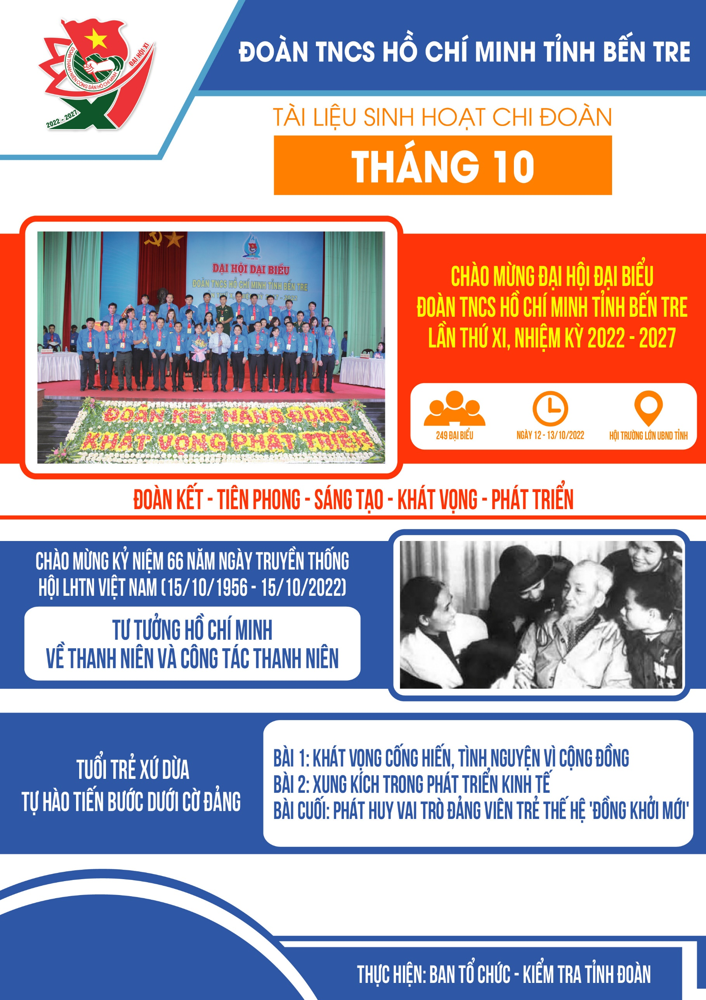 ĐOÀN THANH NIÊN CỘNG SẢN HỒ CHÍ MINH
ĐẠI HỘI XI
2022 - 2027
ĐOÀN TNCS HỒ CHÍ MINH TỈNH BẾN TRE
TÀI LIỆU SINH HOẠT CHI ĐOÀN
THÁNG 10
ĐẠI HỘI ĐẠI BIỂU
ĐOÀN TNCS HỒ CHÍ MINH TỈNH BẾN TRE
THỨ X, NHIỆM KỲ 2017 - 2022
ĐOÀN KẾT NĂNG ĐỘNG
KHÁT VỌNG PHÁT TRIỂN
CHÀO MỪNG ĐẠI HỘI ĐẠI BIỂU
ĐOÀN TNCS HỒ CHÍ MINH TỈNH BẾN TRE
LẦN THỨ XI, NHIỆM KỲ 2022 - 2027
249 ĐẠI BIỂU
NGÀY 12 - 13/10/2022
HỘI TRƯỜNG LỚN UBND TỈNH
ĐOÀN KẾT - TIÊN PHONG - SÁNG TẠO - KHÁT VỌNG - PHÁT TRIỂN
CHÀO MỪNG KỶ NIỆM 66 NĂM NGÀY TRUYỀN THỐNG
HỘI LHTN VIỆT NAM (15/10/1956 - 15/10/2022)
TƯ TƯỞNG HỒ CHÍ MINH
VỀ THANH NIÊN VÀ CÔNG TÁC THANH NIÊN
TUỔI TRẺ XỨ DỪA
TỰ HÀO TIẾN BƯỚC DƯỚI CỜ ĐẢNG
BÀI 1: KHÁT VỌNG CỐNG HIẾN, TÌNH NGUYỆN VÌ CỘNG ĐỒNG
BÀI 2: XUNG KÍCH TRONG PHÁT TRIỂN KINH TẾ
BÀI CUỐI: PHÁT HUY VAI TRÒ ĐẢNG VIÊN TRẺ THẾ HỆ 'ĐỒNG KHỞI MỚI'
THỰC HIỆN: BAN TỔ CHỨC - KIỂM TRA TỈNH ĐOÀN